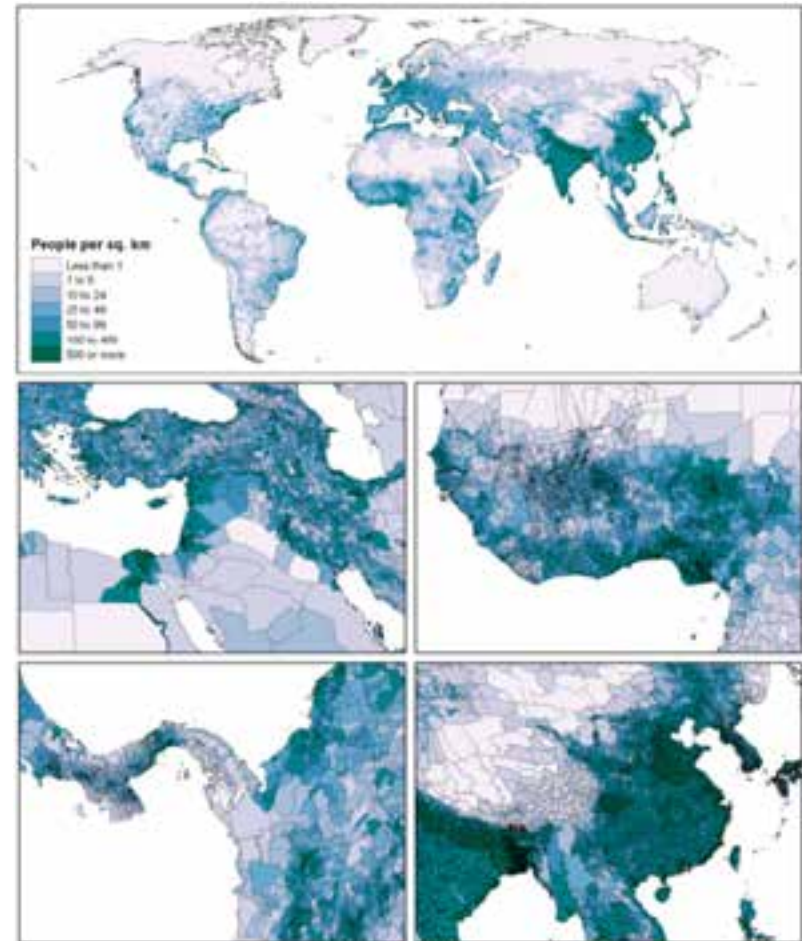 People per sq. km
Less than 1
1 to 9
10 to 24
25 to 49
50 to 99
100 to 499
500 or more